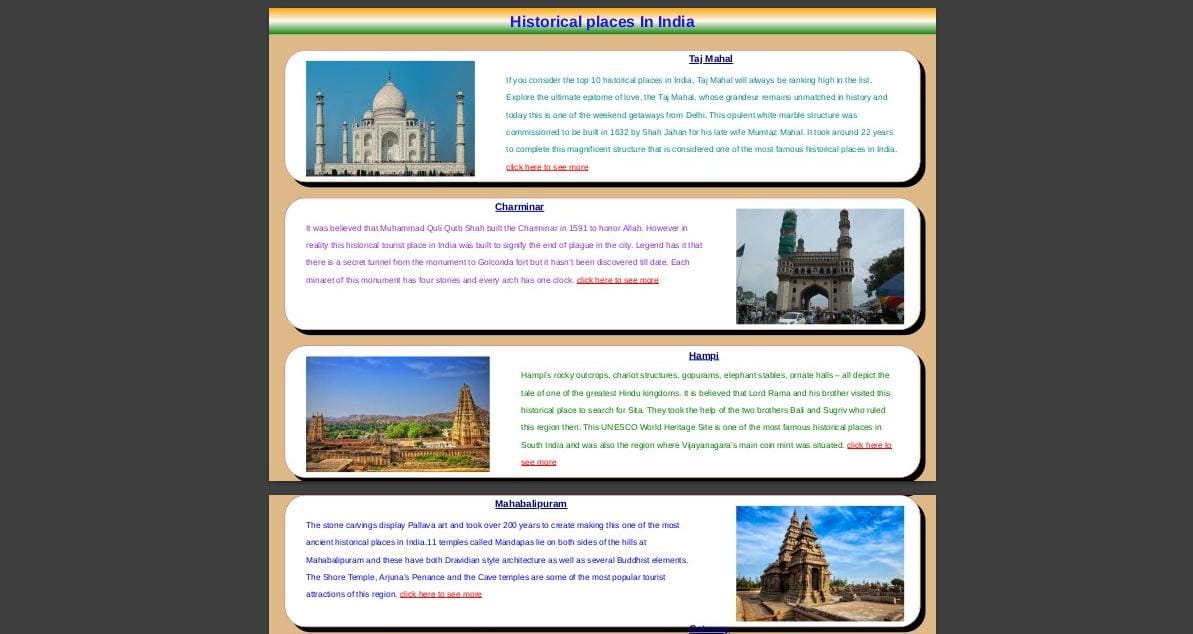 Historical places In India
Taj Mahal
If you consider the top 10 historical places in India, Taj Mahal will always be ranking high in the list.
Explore the ultimate epitome of love, the Taj Mahal, whose grandeur remains unmatched in history and
today this is one of the weekend getaways from Delhi. This opulent white marble structure was
commissioned to be built in 1632 by Shah Jahan for his late wife Mumtaz Mahal. It took around 22 years
to complete this magnificent structure that is considered one of the most famous historical places in India.
click here to see more
Charminar
It was believed that Muhammad Quli Qutb Shah built the Charminar in 1591 to honor Allah. However in
reality this historical tourist place in India was built to signify the end of plague in the city. Legend has it that
there is a secret tunnel from the monument to Golconda fort but it hasn't been discovered till date. Each
minaret of this monument has four stories and every arch has one clock. click here to see more
Hampi
Hampi's rocky outcrops, chariot structures, gopurams, elephant stables, ornate halls – all depict the
tale of one of the greatest Hindu kingdoms. It is believed that Lord Rama and his brother visited this
historical place to search for Sita. They took the help of the two brothers Bali and Sugriv who ruled
this region then. This UNESCO World Heritage Site is one of the most famous historical places in
South India and was also the region where Vijayanagara's main coin mint was situated. click here to
see more
Mahabalipuram
The stone carvings display Pallava art and took over 200 years to create making this one of the most
ancient historical places in India.11 temples called Mandapas lie on both sides of the hills at
Mahabalipuram and these have both Dravidian style architecture as well as several Buddhist elements.
The Shore Temple, Arjuna's Penance and the Cave temples are some of the most popular tourist
attractions of this region. click here to see more